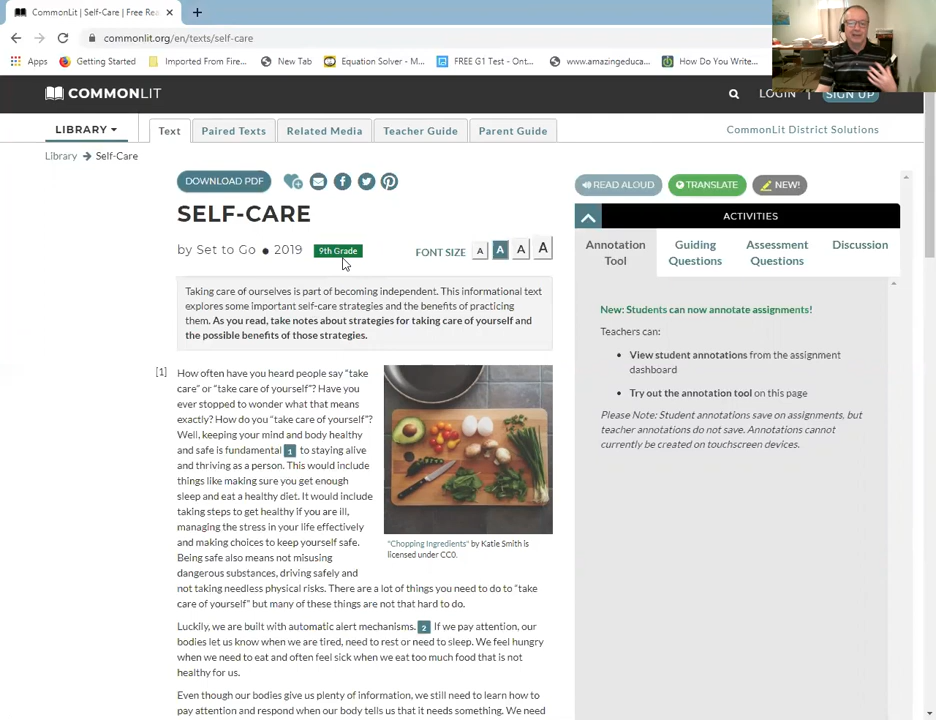 CommonLit | Self-Care | Free Rea
commonlit.org/en/texts/self-care
Apps
Getting Started
Imported From Fire...
New Tab
Equation Solver – M...
FREE G1 Test - Ont...
www.amazingeduca...
How Do You Write...
COMMONLIT
LOGIN | SIGN UP
LIBRARY
Text
Paired Texts
Related Media
Teacher Guide
Parent Guide
CommonLit District Solutions
Library → Self-Care
DOWNLOAD PDF
SELF-CARE
by Set to Go ● 2019 9th Grade
FONT SIZE A A A A
Taking care of ourselves is part of becoming independent. This informational text
explores some important self-care strategies and the benefits of practicing
them. As you read, take notes about strategies for taking care of yourself and
the possible benefits of those strategies.
[1] How often have you heard people say "take
care" or "take care of yourself"? Have you
ever stopped to wonder what that means
exactly? How do you "take care of yourself"?
Well, keeping your mind and body healthy
and safe is fundamental 1 to staying alive
and thriving as a person. This would include
things like making sure you get enough
sleep and eat a healthy diet. It would include
taking steps to get healthy if you are ill,
managing the stress in your life effectively
and making choices to keep yourself safe.
Being safe also means not misusing
dangerous substances, driving safely and
not taking needless physical risks. There are a lot of things you need to do to "take
care of yourself" but many of these things are not that hard to do.
"Chopping Ingredients" by Katie Smith is
licensed under CC0.
Luckily, we are built with automatic alert mechanisms. 2 If we pay attention, our
bodies let us know when we are tired, need to rest or need to sleep. We feel hungry
when we need to eat and often feel sick when we eat too much food that is not
healthy for us.
Even though our bodies give us plenty of information, we still need to learn how to
pay attention and respond when our body tells us that it needs something. We need
READ ALOUD
TRANSLATE
NEW!
ACTIVITIES
Annotation
Tool
Guiding
Questions
Assessment
Questions
Discussion
New: Students can now annotate assignments!
Teachers can:
• View student annotations from the assignment
dashboard
• Try out the annotation tool on this page
Please Note: Student annotations save on assignments, but
teacher annotations do not save. Annotations cannot
currently be created on touchscreen devices.